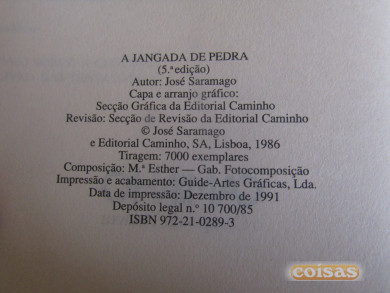 A JANGADA DE PEDRA
(5.ª edição)
Autor: José Saramago
Capa e arranjo gráfico:
Secção Gráfica da Editorial Caminho
Revisão: Secção de Revisão da Editorial Caminho
© José Saramago
e Editorial Caminho, SA, Lisboa, 1986
Tiragem: 7000 exemplares
Composição: M.ª Esther — Gab. Fotocomposição
Impressão e acabamento: Guide-Artes Gráficas, Lda.
Data de impressão: Dezembro de 1991
Depósito legal n.º 10 700/85
ISBN 972-21-0289-3
coisas